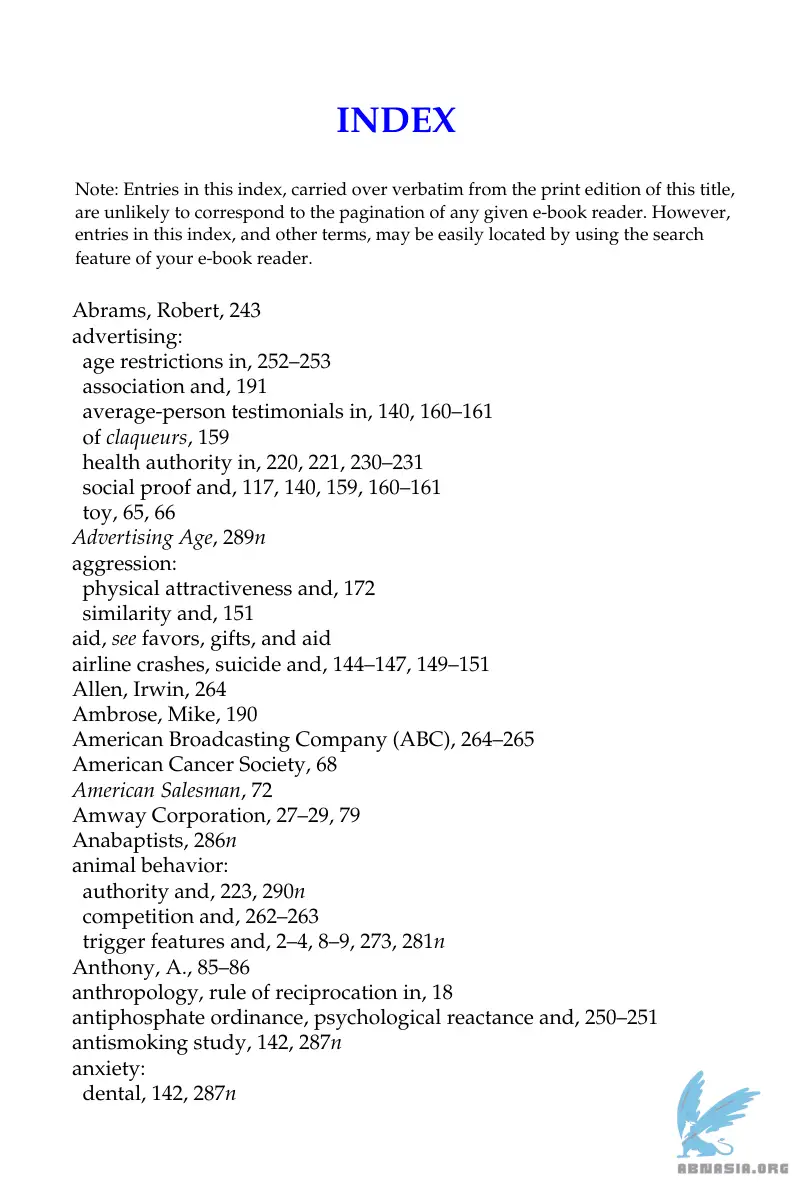 INDEX
Note: Entries in this index, carried over verbatim from the print edition of this title,
are unlikely to correspond to the pagination of any given e-book reader. However,
entries in this index, and other terms, may be easily located by using the search
feature of your e-book reader.
Abrams, Robert, 243
advertising:
age restrictions in, 252–253
association and, 191
average-person testimonials in, 140, 160–161
of claqueurs, 159
health authority in, 220, 221, 230–231
social proof and, 117, 140, 159, 160–161
toy, 65, 66
Advertising Age, 289n
aggression:
physical attractiveness and, 172
similarity and, 151
aid, see favors, gifts, and aid
airline crashes, suicide and, 144–147, 149–151
Allen, Irwin, 264
Ambrose, Mike, 190
American Broadcasting Company (ABC), 264–265
American Cancer Society, 68
American Salesman, 72
Amway Corporation, 27–29, 79
Anabaptists, 286n
animal behavior:
authority and, 223, 290n
competition and, 262–263
trigger features and, 2–4, 8–9, 273, 281n
Anthony, A., 85–86
anthropology, rule of reciprocation in, 18
antiphosphate ordinance, psychological reactance and, 250–251
antismoking study, 142, 287n
anxiety:
dental, 142, 287n
ABNASIA.ORG